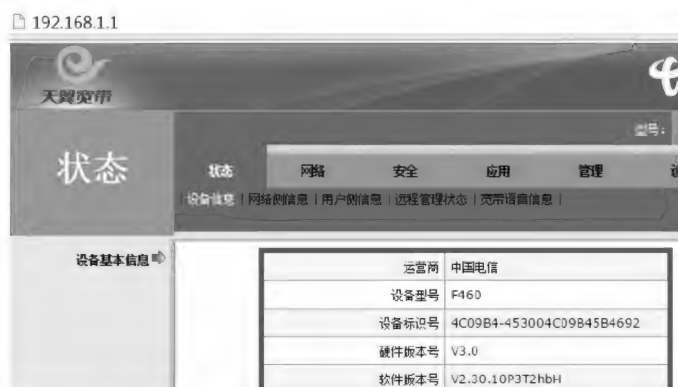 192.168.1.1
天翼宽带
型号：
状态
状态 网络 安全 应用 管理
设备信息 | 网络侧信息 | 用户侧信息 | 远程管理状态 | 宽带语音信息 |
设备基本信息
运营商 中国电信
设备型号 F460
设备标识号 4C09B4-453004C09B45B4692
硬件版本号 V3.0
软件版本号 V2.30.10P3T2hbH